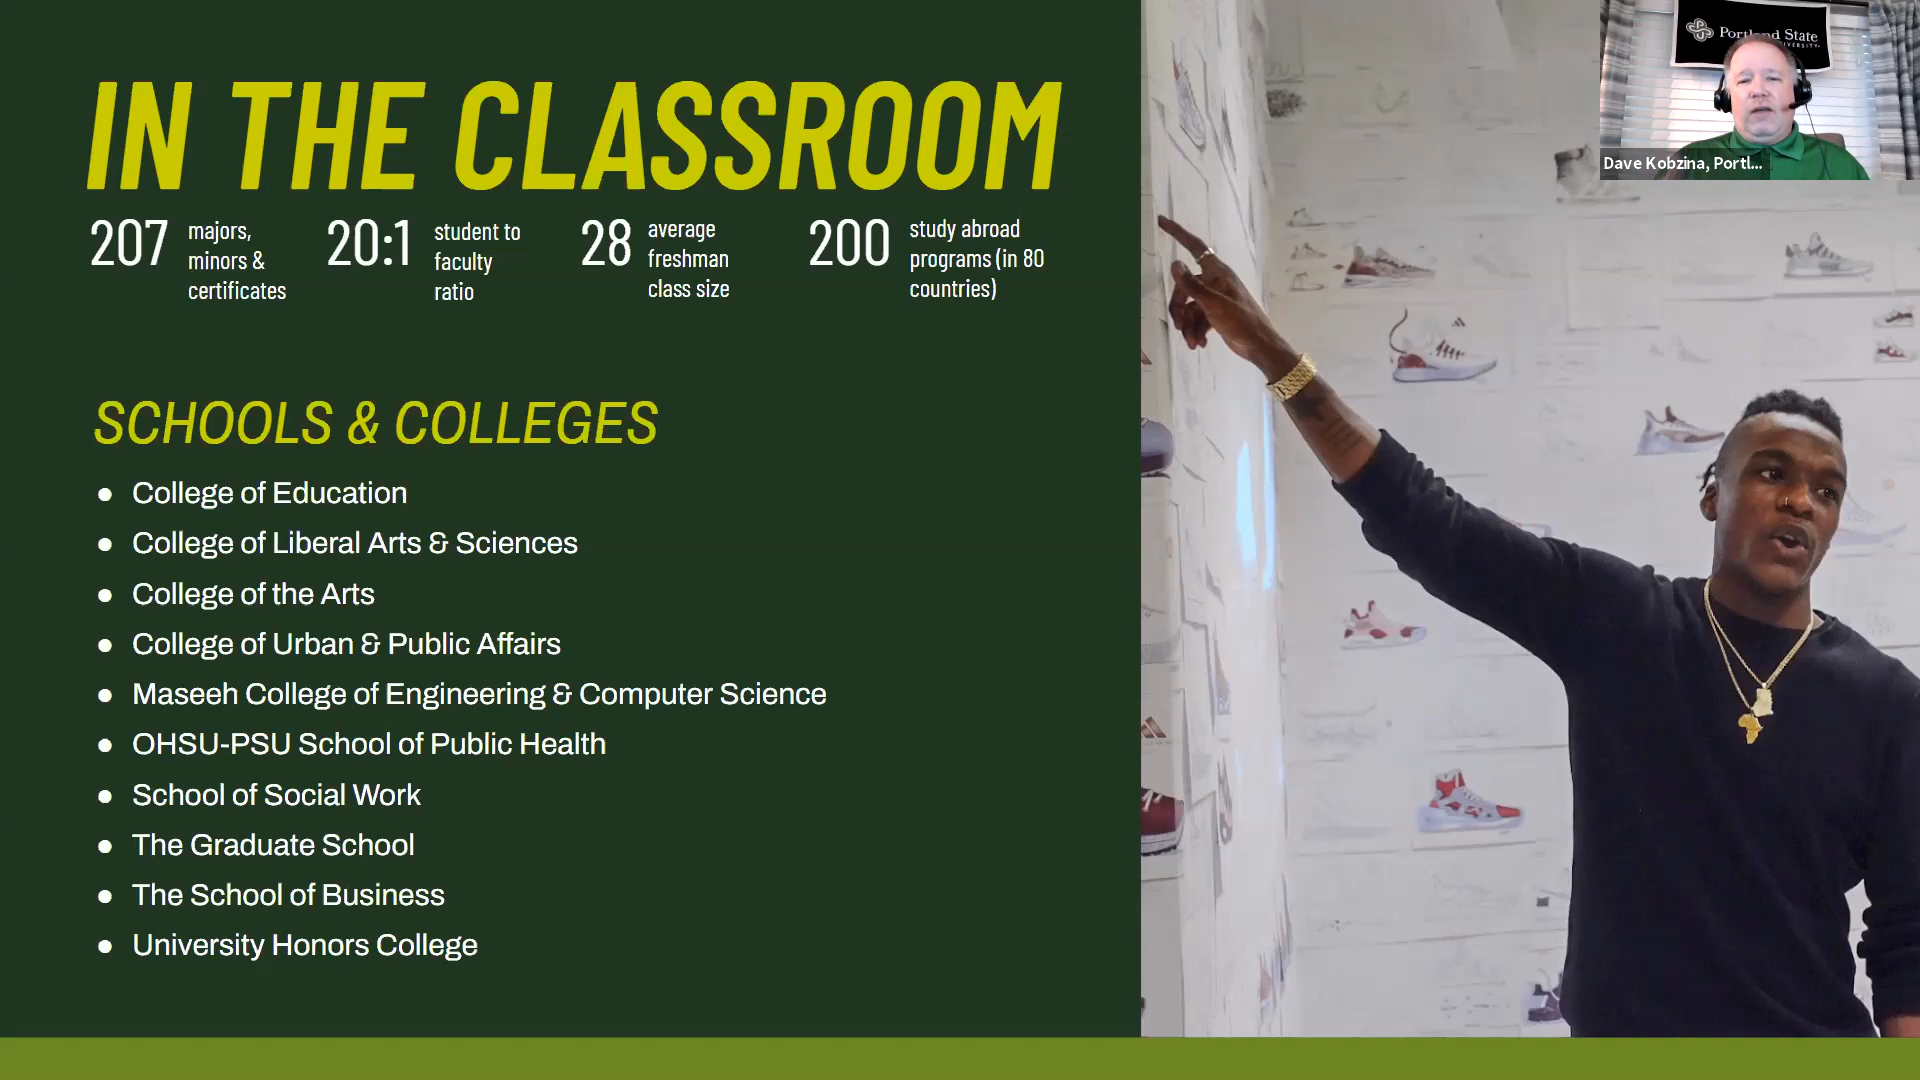 IN THE CLASSROOM
207 majors, minors & certificates
20:1 student to faculty ratio
28 average freshman class size
200 study abroad programs (in 80 countries)
SCHOOLS & COLLEGES
● College of Education
● College of Liberal Arts & Sciences
● College of the Arts
● College of Urban & Public Affairs
● Maseeh College of Engineering & Computer Science
● OHSU-PSU School of Public Health
● School of Social Work
● The Graduate School
● The School of Business
● University Honors College
Portland State
Dave Kobzina, Portl...